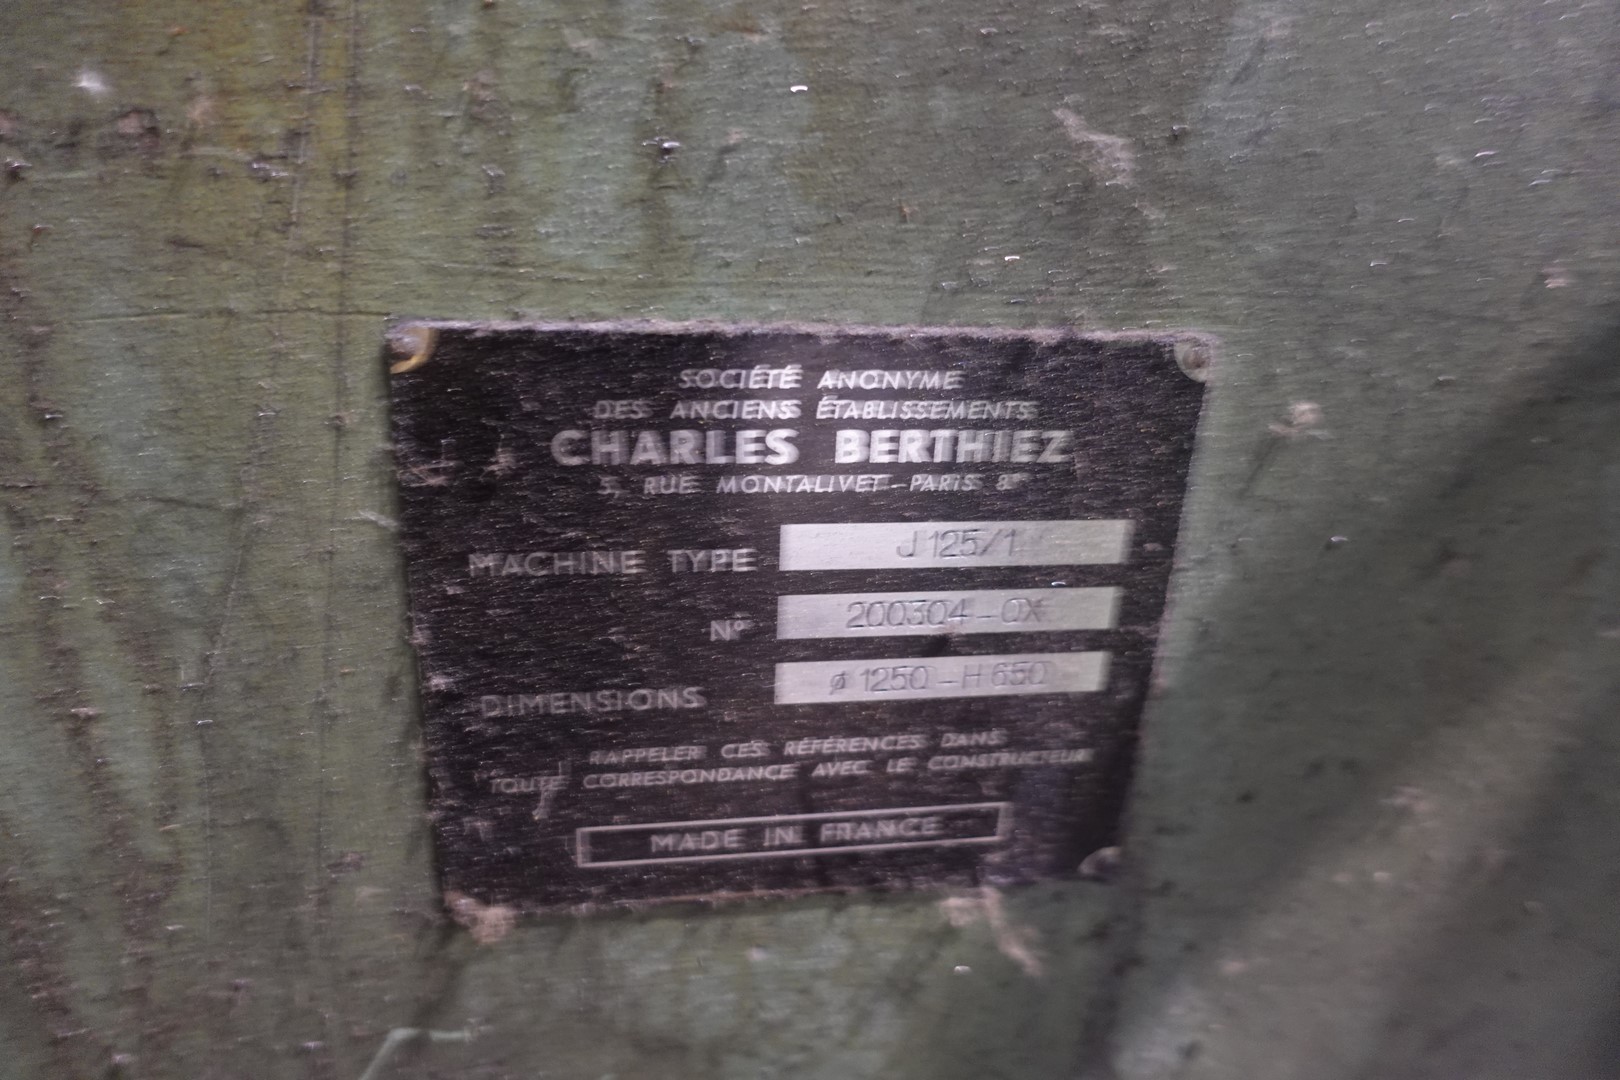 SOCIÉTÉ ANONYME
DES ANCIENS ÉTABLISSEMENTS
CHARLES BERTHIEZ
5, RUE MONTALIVET - PARIS 8E
MACHINE TYPE J 125/1
N° 200304-OX
DIMENSIONS ø 1250 - H 650
RAPPELER CES RÉFÉRENCES DANS
TOUTE CORRESPONDANCE AVEC LE CONSTRUCTEUR
MADE IN FRANCE